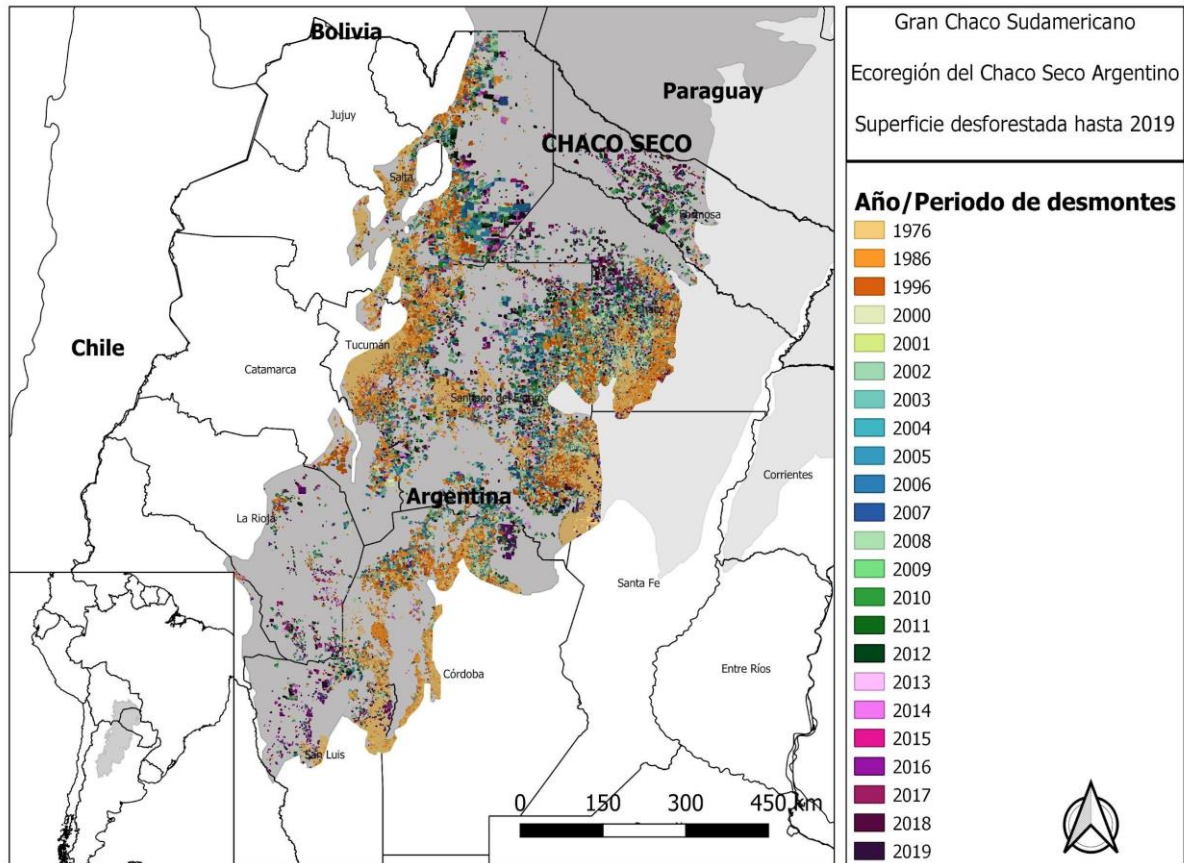 Bolivia
Jujuy
Paraguay
CHACO SECO
Salta
Formosa
Chaco
Chile
Tucumán
Catamarca
Santiago del Estero
Corrientes
Argentina
La Rioja
Santa Fe
Entre Ríos
Córdoba
San Luis
0 150 300 450 km
Gran Chaco Sudamericano
Ecoregión del Chaco Seco Argentino
Superficie desforestada hasta 2019
Año/Periodo de desmontes
1976
1986
1996
2000
2001
2002
2003
2004
2005
2006
2007
2008
2009
2010
2011
2012
2013
2014
2015
2016
2017
2018
2019